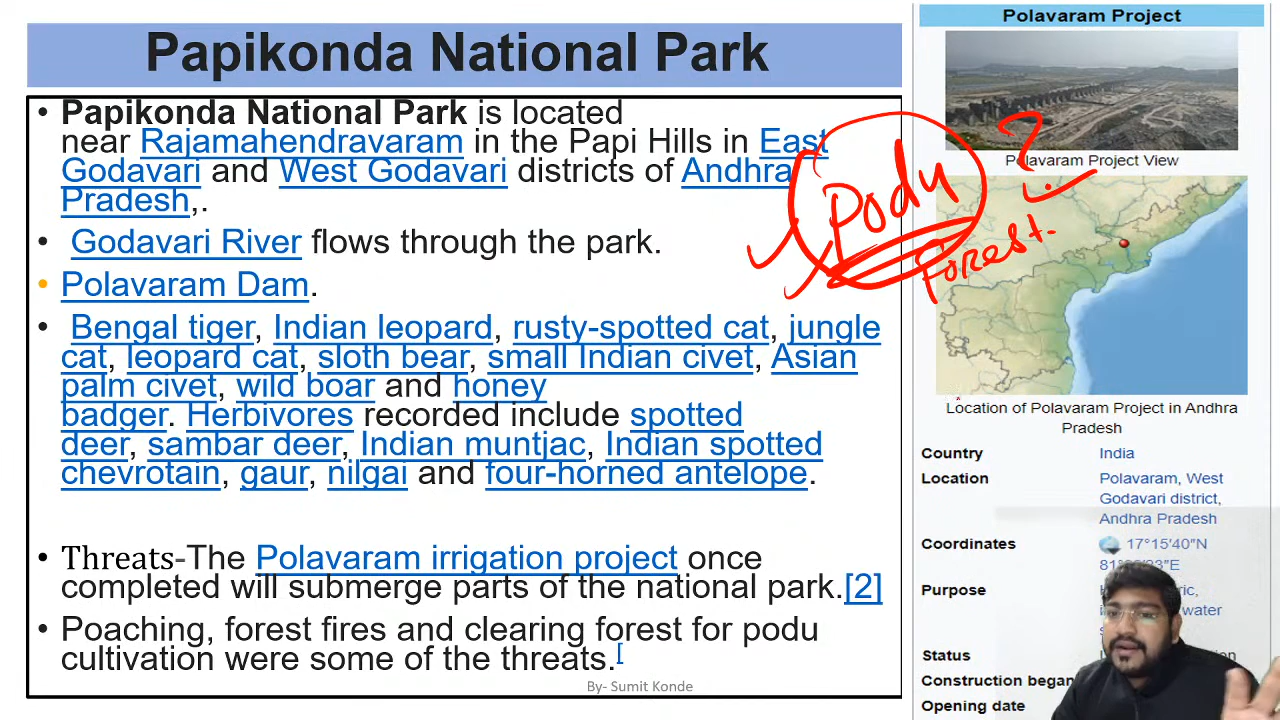 Papikonda National Park
• Papikonda National Park is located
near Rajamahendravaram in the Papi Hills in East
Godavari and West Godavari districts of Andhra
Pradesh,.
• Godavari River flows through the park.
• Polavaram Dam.
• Bengal tiger, Indian leopard, rusty-spotted cat, jungle
cat, leopard cat, sloth bear, small Indian civet, Asian
palm civet, wild boar and honey
badger. Herbivores recorded include spotted
deer, sambar deer, Indian muntjac, Indian spotted
chevrotain, gaur, nilgai and four-horned antelope.
• Threats-The Polavaram irrigation project once
completed will submerge parts of the national park.[2]
• Poaching, forest fires and clearing forest for podu
cultivation were some of the threats.[
By- Sumit Konde
Podu ?
Forest.
Polavaram Project
Polavaram Project View
Location of Polavaram Project in Andhra
Pradesh
Country India
Location Polavaram, West
Godavari district,
Andhra Pradesh
Coordinates 17°15′40″N
Purpose
water
Status
Construction began
Opening date